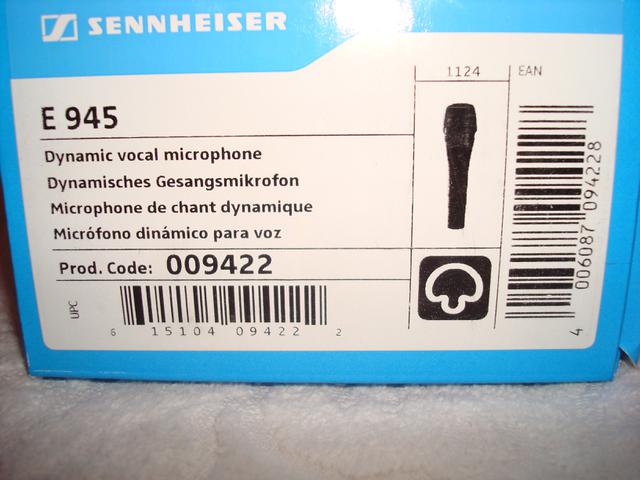 SENNHEISER
1124
EAN
E 945
Dynamic vocal microphone
Dynamisches Gesangsmikrofon
Microphone de chant dynamique
Micrófono dinámico para voz
Prod. Code: 009422
UPC
6 15104 09422 2
4 006087 094228